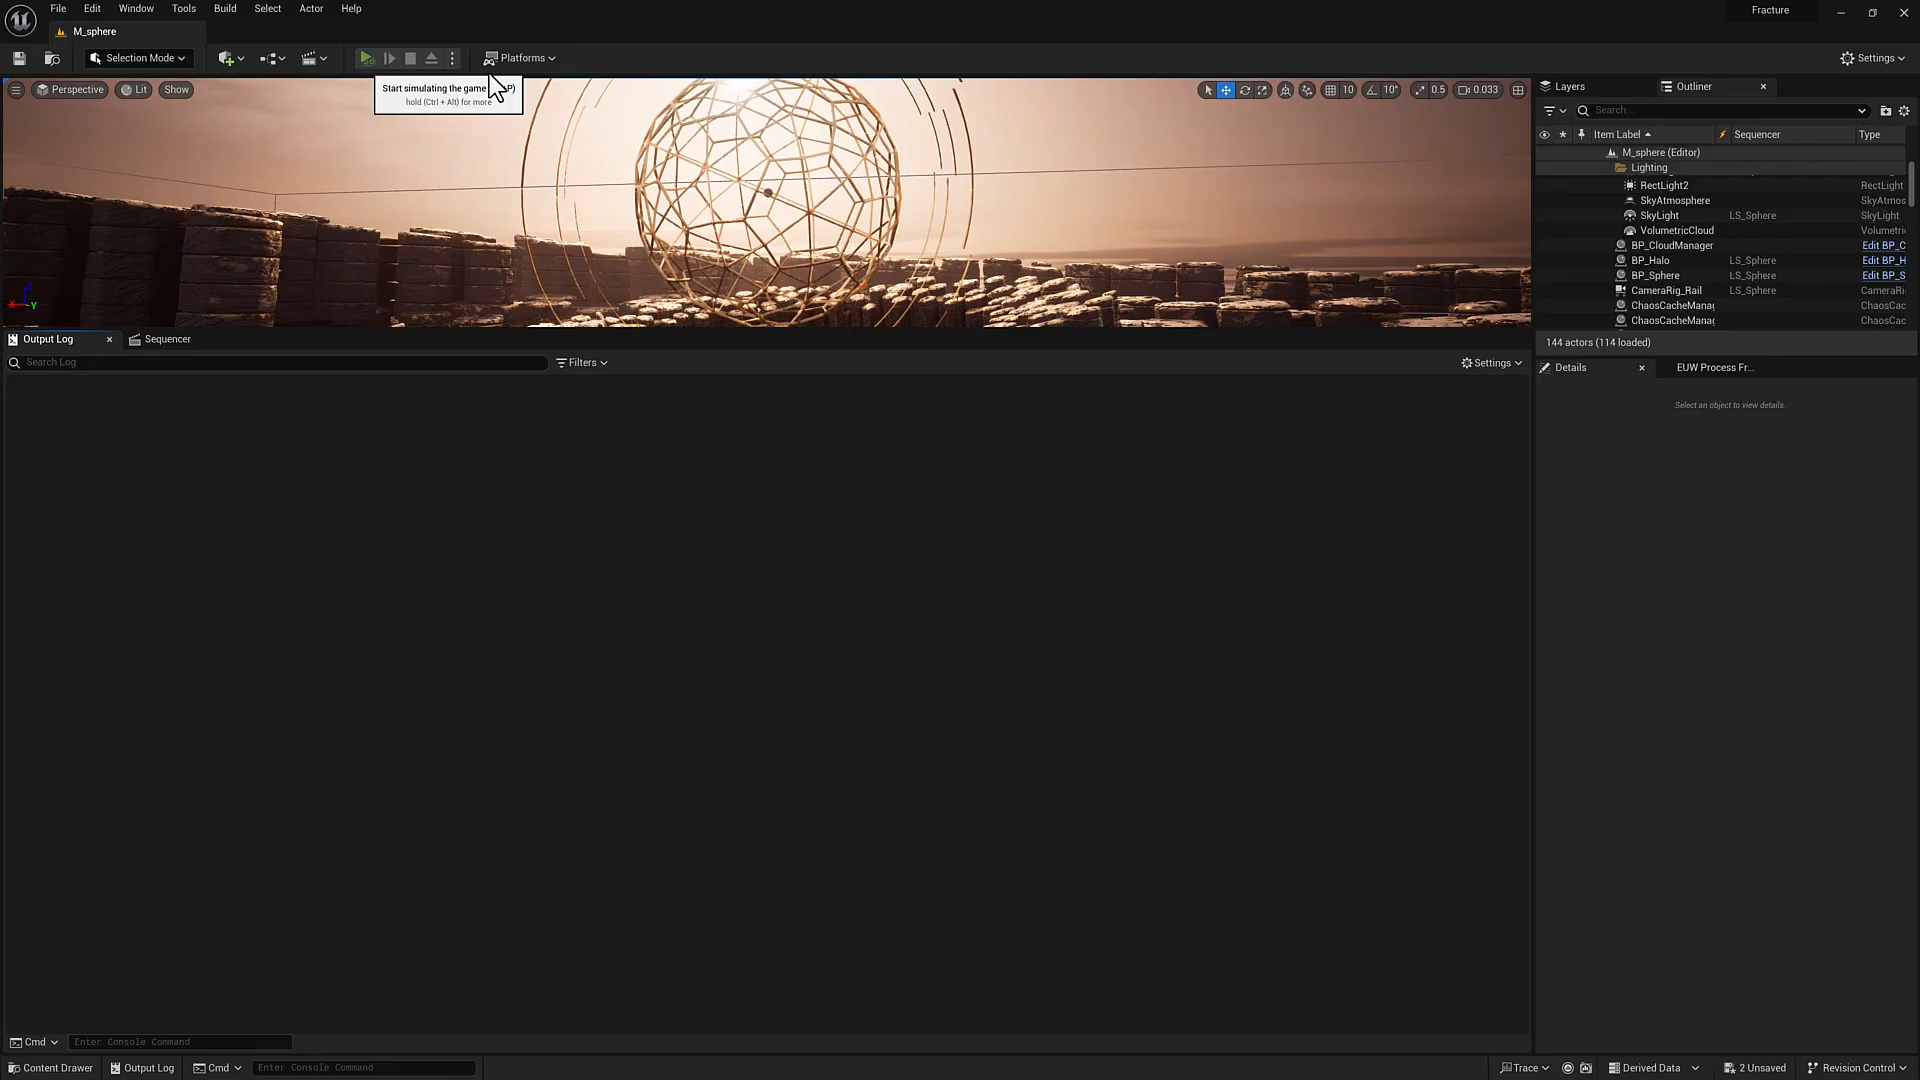 File Edit Window Tools Build Select Actor Help
Fracture
M_sphere
Selection Mode
Platforms
Settings
Start simulating the game
P)
hold (Ctrl + Alt) for more
Perspective
Lit
Show
10
10°
0.5
0.033
Layers
Outliner
Search...
Item Label
Sequencer
Type
M_sphere (Editor)
Lighting
RectLight2
RectLight
SkyAtmosphere
SkyAtmos
SkyLight
LS_Sphere
SkyLight
VolumetricCloud
Volumetri
BP_CloudManager
Edit BP_C
BP_Halo
LS_Sphere
Edit BP_H
BP_Sphere
LS_Sphere
Edit BP_S
CameraRig_Rail
LS_Sphere
CameraRi
ChaosCacheManag
ChaosCac
ChaosCacheManag
ChaosCac
144 actors (114 loaded)
Output Log
Sequencer
Search Log
Filters
Settings
Details
EUW Process Fr...
Select an object to view details.
Cmd
Enter Console Command
Content Drawer
Output Log
Cmd
Enter Console Command
Trace
Derived Data
2 Unsaved
Revision Control